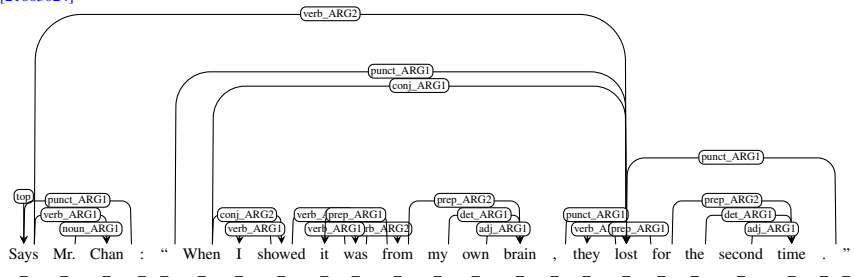 verb_ARG2
punct_ARG1
conj_ARG1
punct_ARG1
top punct_ARG1 prep_ARG2 prep_ARG2
verb_ARG1 conj_ARG2 prep_ARG1 det_ARG1 punct_ARG1 det_ARG1
noun_ARG1 verb_ARG1 verb_ARG1 adj_ARG1 prep_ARG1 adj_ARG1
Says Mr. Chan : “ When I showed it was from my own brain , they lost for the second time . ”